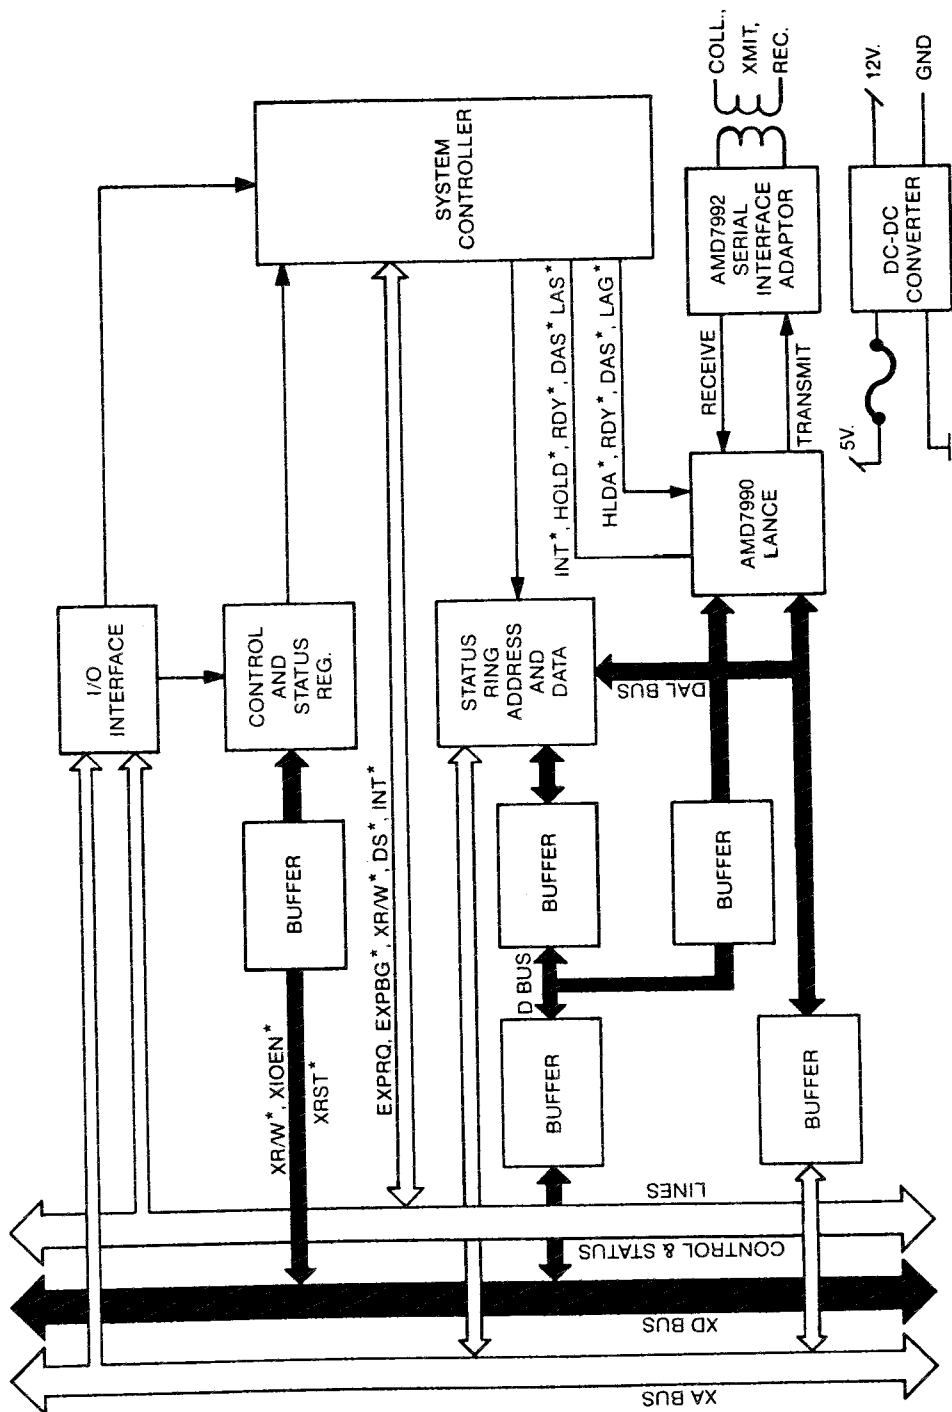 I/O
INTERFACE
CONTROL
AND
STATUS
REG.
BUFFER
XR/W*, XIOEN*
XRST*
SYSTEM
CONTROLLER
EXPRQ, EXPBG*, XR/W*, DS*, INT*
STATUS
RING
ADDRESS
AND
DATA
BUFFER
D BUS
BUFFER
INT*, HOLD*, RDY*, DAS* LAS*
HLDA*, RDY*, DAS*, LAG*
DAL BUS
BUFFER
BUFFER
AMD7990
LANCE
RECEIVE
TRANSMIT
AMD7992
SERIAL
INTERFACE
ADAPTOR
COLL.,
XMIT,
REC.
5V.
DC-DC
CONVERTER
12V.
GND
LINES
CONTROL & STATUS
XD BUS
XA BUS